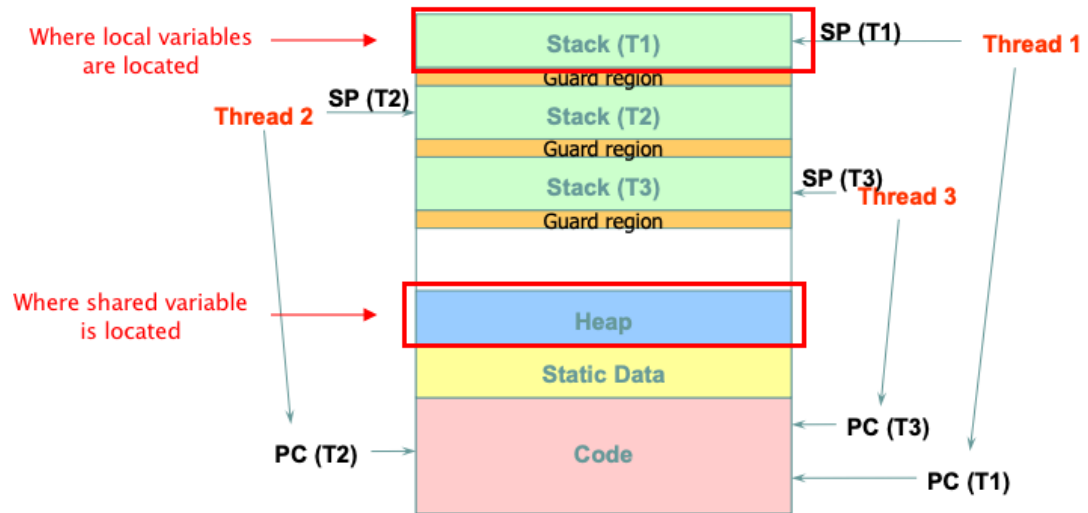 Where local variables
are located
Stack (T1)
SP (T1)
Thread 1
Guard region
SP (T2)
Thread 2
Stack (T2)
Guard region
Stack (T3)
SP (T3)
Thread 3
Guard region
Where shared variable
is located
Heap
Static Data
PC (T3)
PC (T2)
Code
PC (T1)